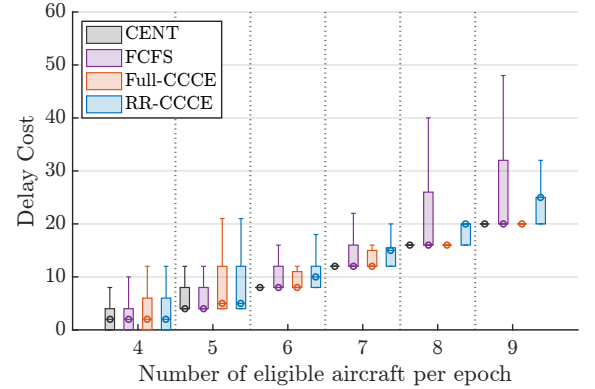 60
50
40
30
20
10
0
Delay Cost
CENT
FCFS
Full-CCCE
RR-CCCE
4 5 6 7 8 9
Number of eligible aircraft per epoch